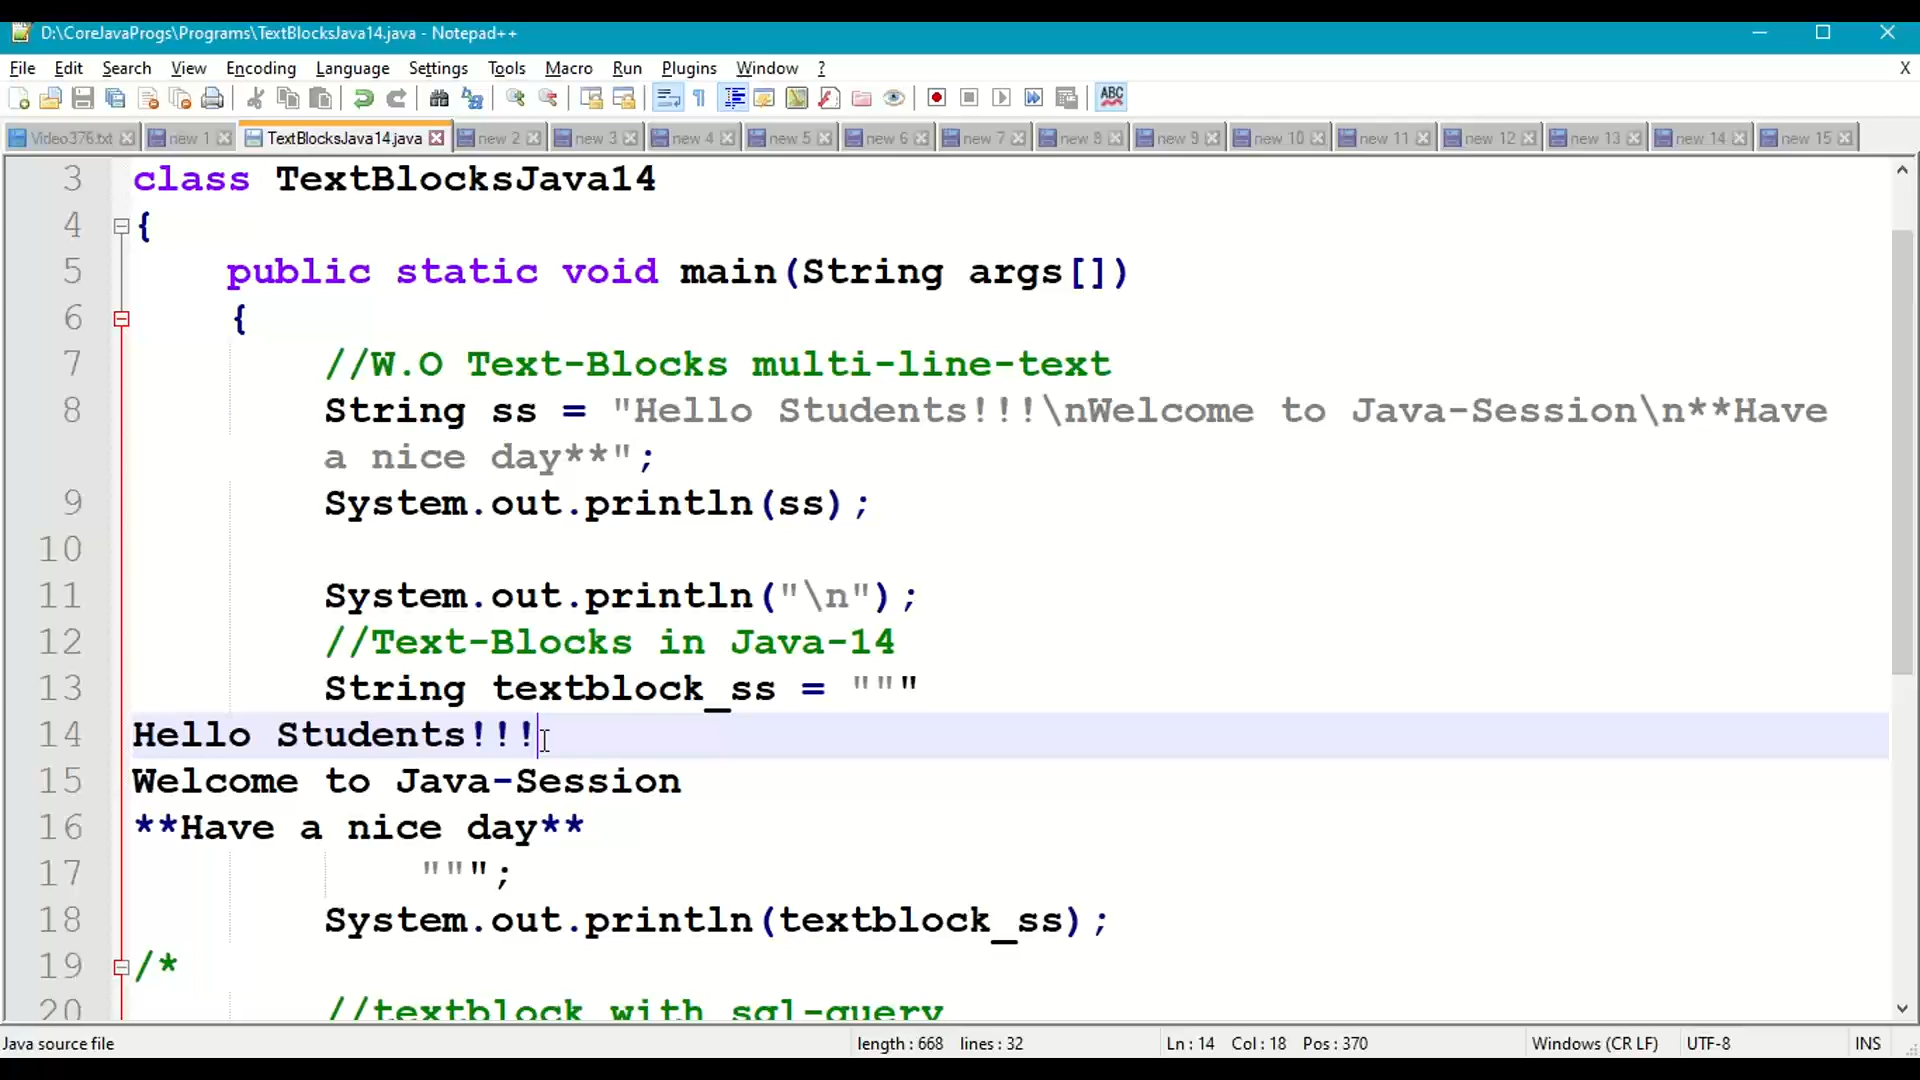 D:\CoreJavaProgs\Programs\TextBlocksJava14.java - Notepad++
File Edit Search View Encoding Language Settings Tools Macro Run Plugins Window ? X
ABC
Video376.txt new 1 TextBlocksJava14.java new 2 new 3 new 4 new 5 new 6 new 7 new 8 new 9 new 10 new 11 new 12 new 13 new 14 new 15
3 class TextBlocksJava14
4 {
5 public static void main(String args[])
6 {
7 //W.O Text-Blocks multi-line-text
8 String ss = "Hello Students!!!\nWelcome to Java-Session\n**Have
a nice day**";
9 System.out.println(ss);
10
11 System.out.println("\n");
12 //Text-Blocks in Java-14
13 String textblock_ss = """
14 Hello Students!!!
15 Welcome to Java-Session
16 **Have a nice day**
17 """;
18 System.out.println(textblock_ss);
19 /*
20 //textblock with sql-query
Java source file length : 668 lines : 32 Ln : 14 Col : 18 Pos : 370 Windows (CR LF) UTF-8 INS